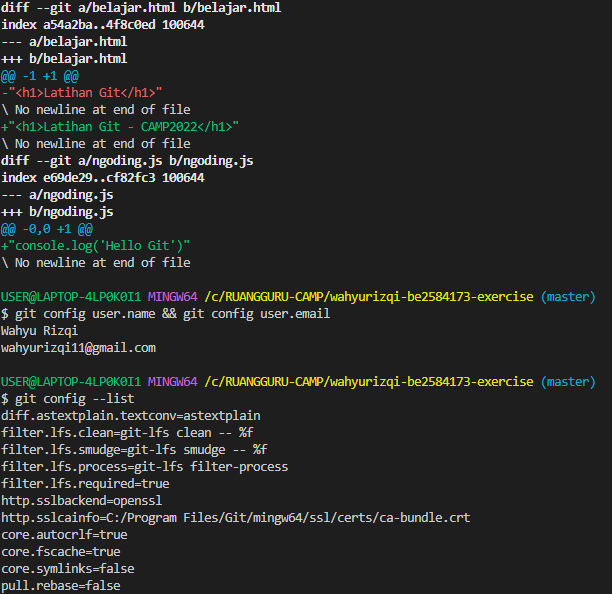 diff --git a/belajar.html b/belajar.html
index a54a2ba..4f8c0ed 100644
--- a/belajar.html
+++ b/belajar.html
@@ -1 +1 @@
-"<h1>Latihan Git</h1>"
\ No newline at end of file
+"<h1>Latihan Git - CAMP2022</h1>"
\ No newline at end of file
diff --git a/ngoding.js b/ngoding.js
index e69de29..cf82fc3 100644
--- a/ngoding.js
+++ b/ngoding.js
@@ -0,0 +1 @@
+"console.log('Hello Git')"
\ No newline at end of file
USER@LAPTOP-4LP0K0I1 MINGW64 /c/RUANGGURU-CAMP/wahyurizqi-be2584173-exercise (master)
$ git config user.name && git config user.email
Wahyu Rizqi
wahyurizqi11@gmail.com
USER@LAPTOP-4LP0K0I1 MINGW64 /c/RUANGGURU-CAMP/wahyurizqi-be2584173-exercise (master)
$ git config --list
diff.astextplain.textconv=astextplain
filter.lfs.clean=git-lfs clean -- %f
filter.lfs.smudge=git-lfs smudge -- %f
filter.lfs.process=git-lfs filter-process
filter.lfs.required=true
http.sslbackend=openssl
http.sslcainfo=C:/Program Files/Git/mingw64/ssl/certs/ca-bundle.crt
core.autocrlf=true
core.fscache=true
core.symlinks=false
pull.rebase=false